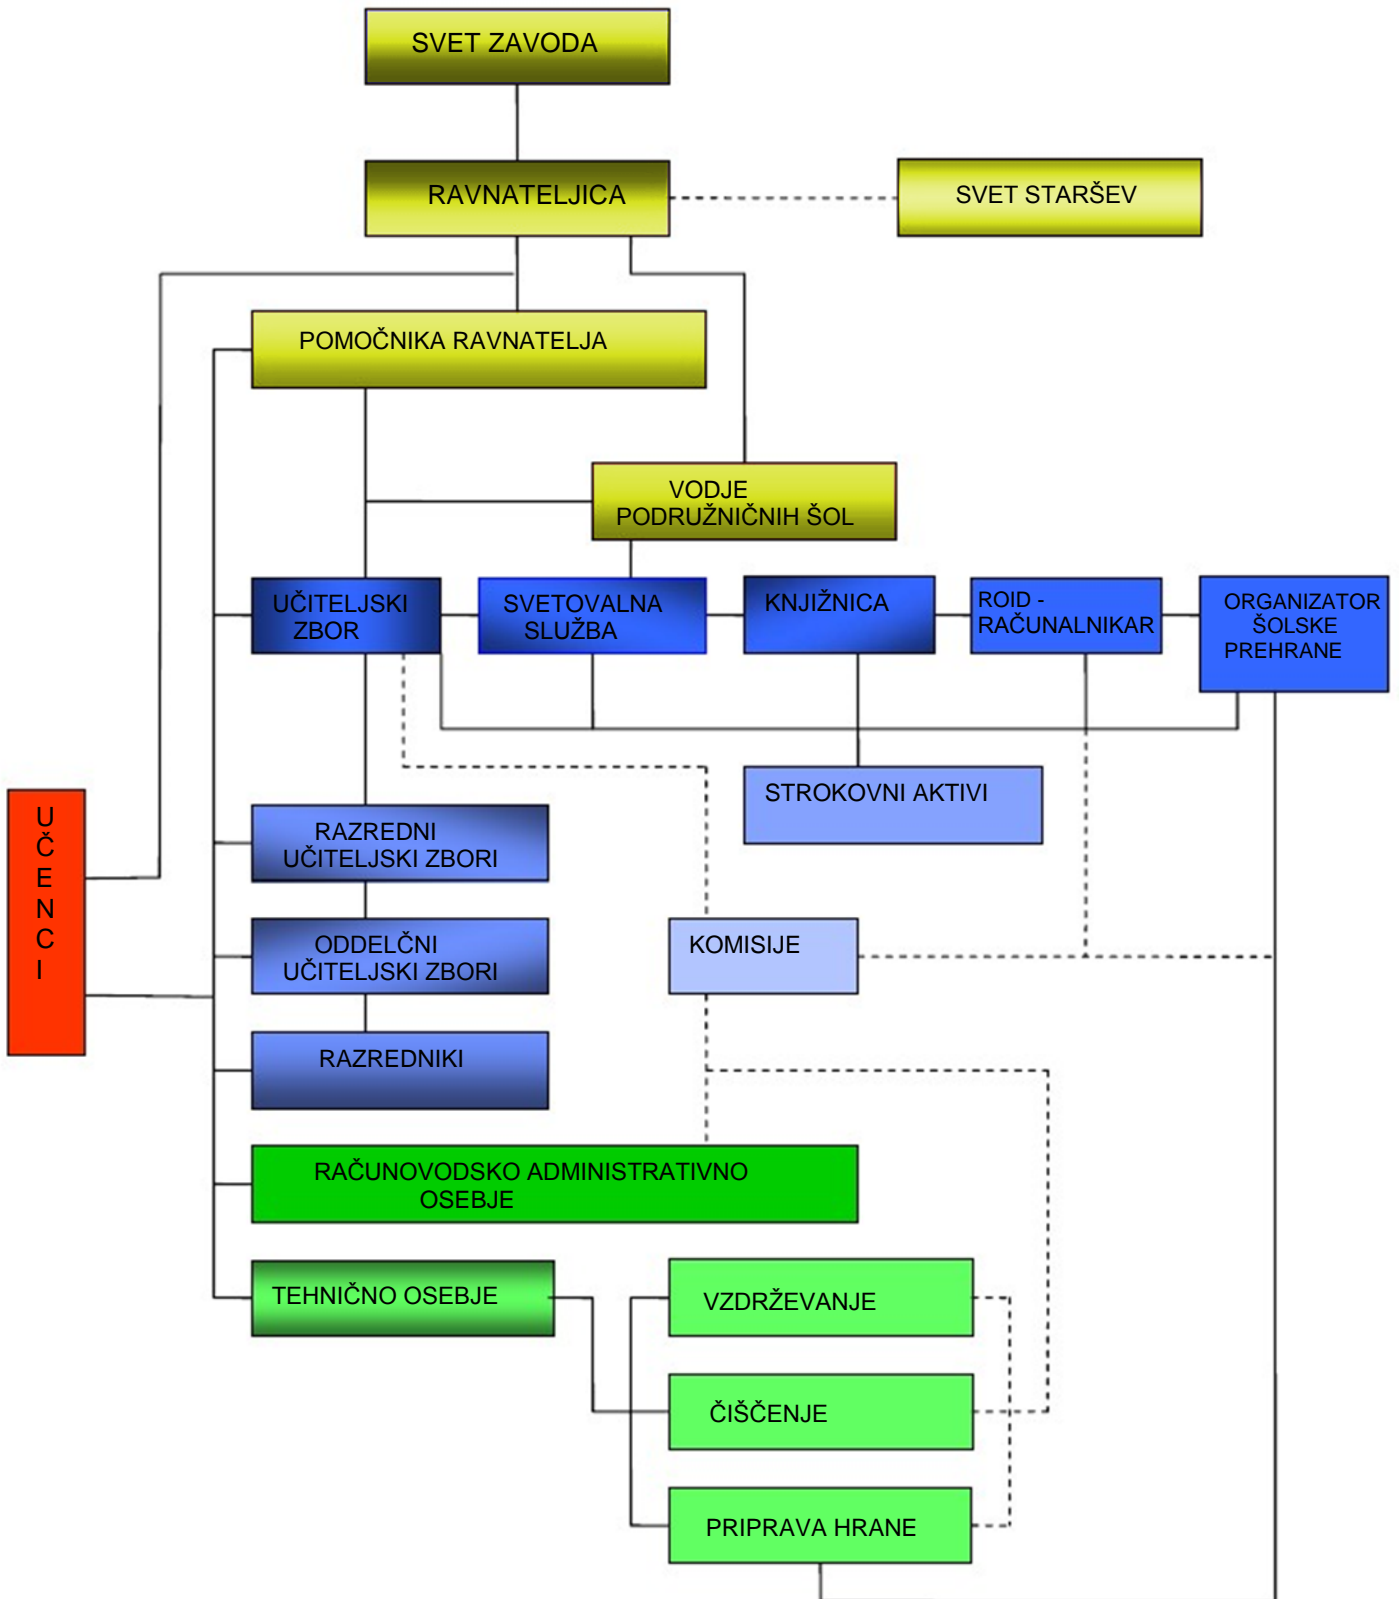 SVET ZAVODA
RAVNATELJICA
SVET STARŠEV
POMOČNIKA RAVNATELJA
VODJE
PODRUŽNIČNIH ŠOL
UČITELJSKI
ZBOR
SVETOVALNA
SLUŽBA
KNJIŽNICA
ROID -
RAČUNALNIKAR
ORGANIZATOR
ŠOLSKE
PREHRANE
STROKOVNI AKTIVI
U
Č
E
N
C
I
RAZREDNI
UČITELJSKI ZBORI
ODDELČNI
UČITELJSKI ZBORI
KOMISIJE
RAZREDNIKI
RAČUNOVODSKO ADMINISTRATIVNO
OSEBJE
TEHNIČNO OSEBJE
VZDRŽEVANJE
ČIŠČENJE
PRIPRAVA HRANE